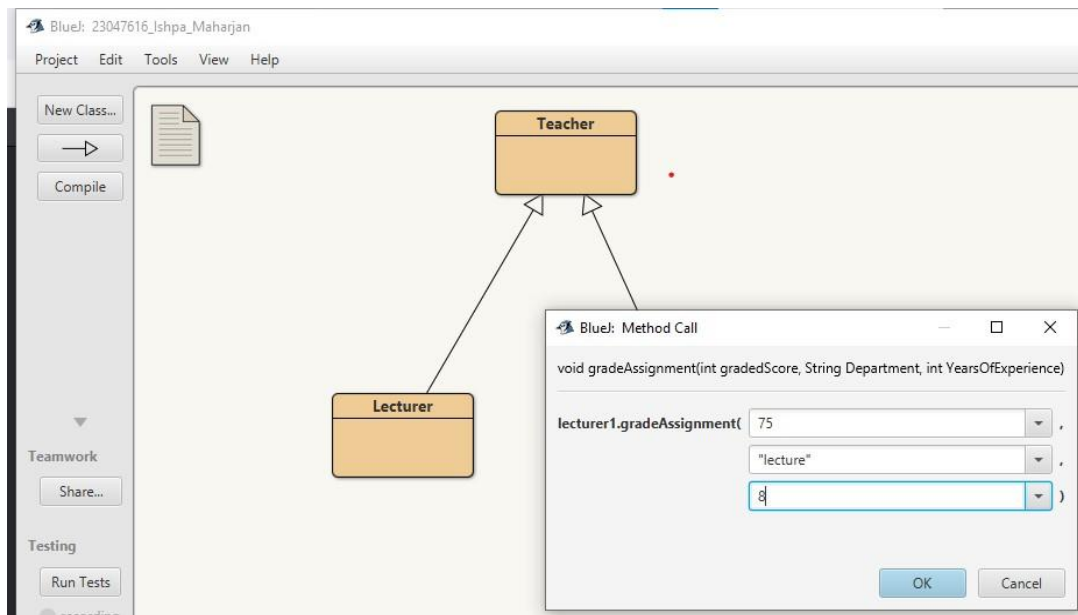 BlueJ: 23047616_Ishpa_Maharjan
Project Edit Tools View Help
New Class...
Compile
Teacher
Lecturer
Teamwork
Share...
Testing
Run Tests
BlueJ: Method Call
void gradeAssignment(int gradedScore, String Department, int YearsOfExperience)
lecturer1.gradeAssignment( 75 ,
"lecture" ,
8 )
OK Cancel